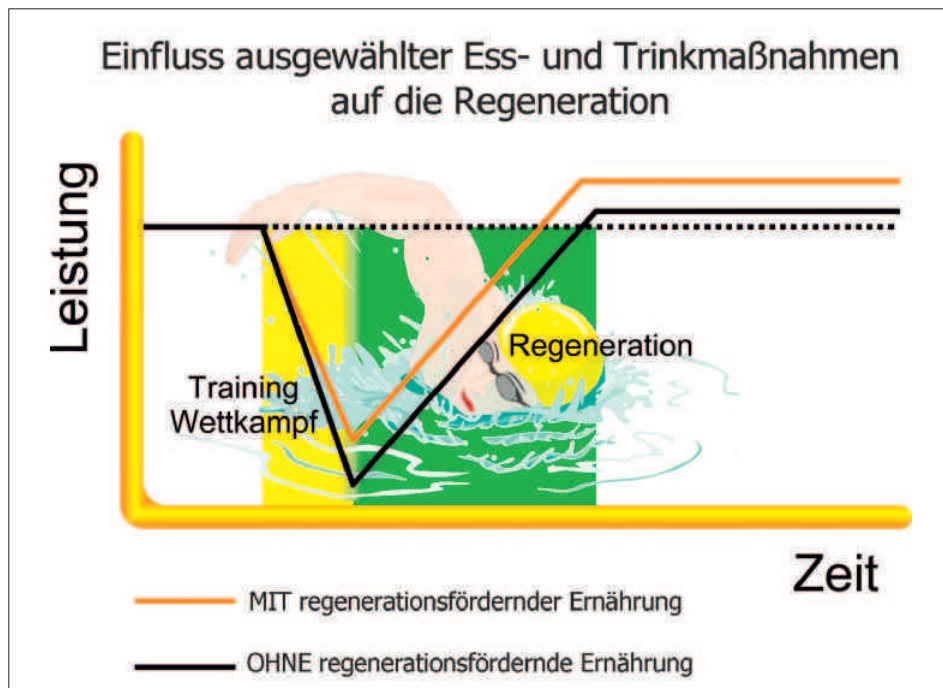 Einfluss ausgewählter Ess- und Trinkmaßnahmen
auf die Regeneration
Leistung
Training
Wettkampf
Regeneration
Zeit
MIT regenerationsfördernder Ernährung
OHNE regenerationsfördernde Ernährung